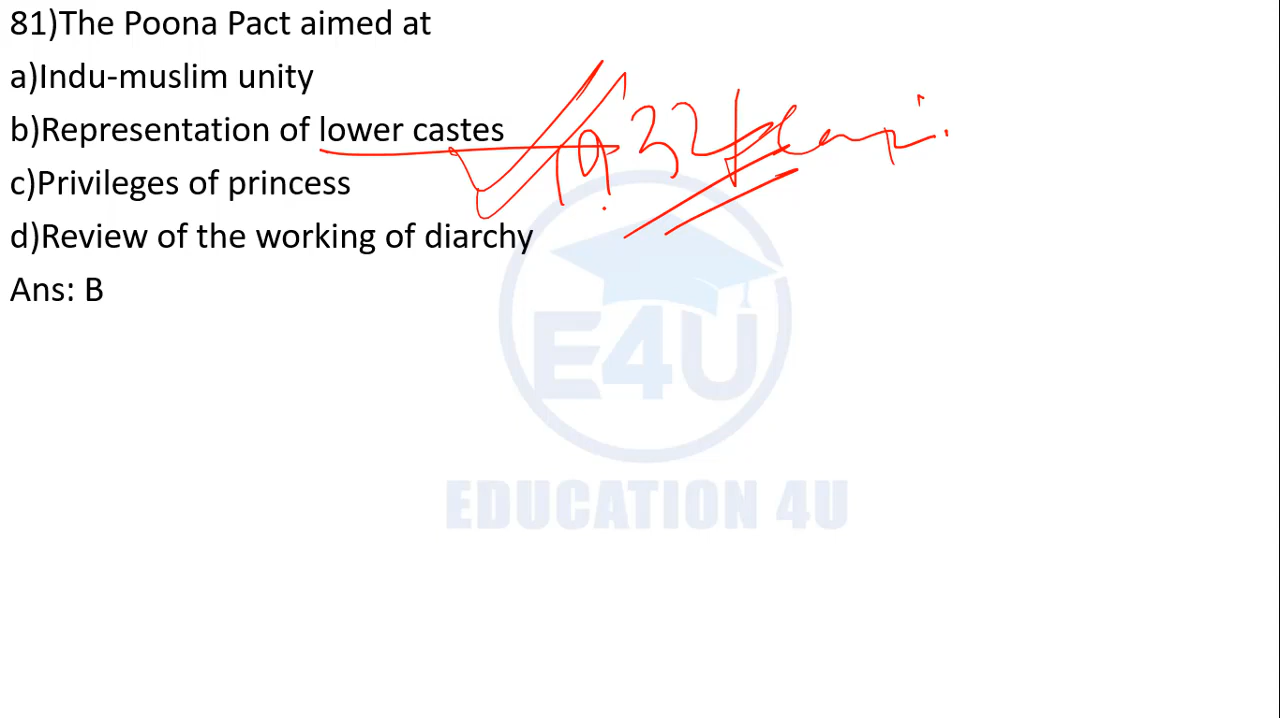 81)The Poona Pact aimed at
a)Indu-muslim unity
b)Representation of lower castes
1932
c)Privileges of princess
d)Review of the working of diarchy
Ans: B
E4U
EDUCATION 4U